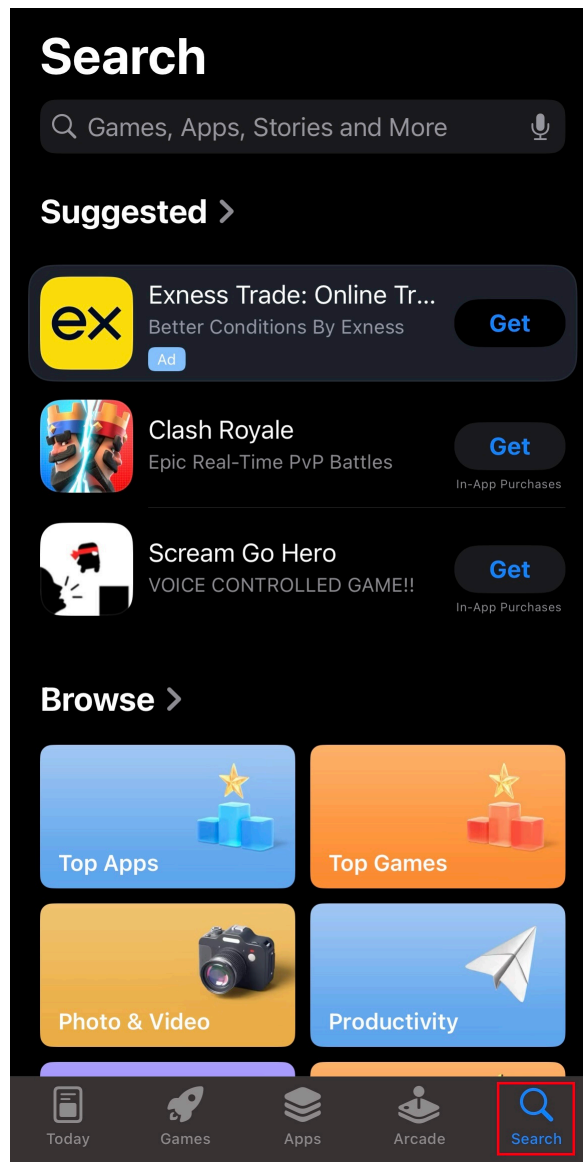 Search
Games, Apps, Stories and More
Suggested
ex
Exness Trade: Online Tr...
Better Conditions By Exness
Ad
Get
Clash Royale
Epic Real-Time PvP Battles
Get
In-App Purchases
Scream Go Hero
VOICE CONTROLLED GAME!!
Get
In-App Purchases
Browse
Top Apps
Top Games
Photo & Video
Productivity
Today
Games
Apps
Arcade
Search